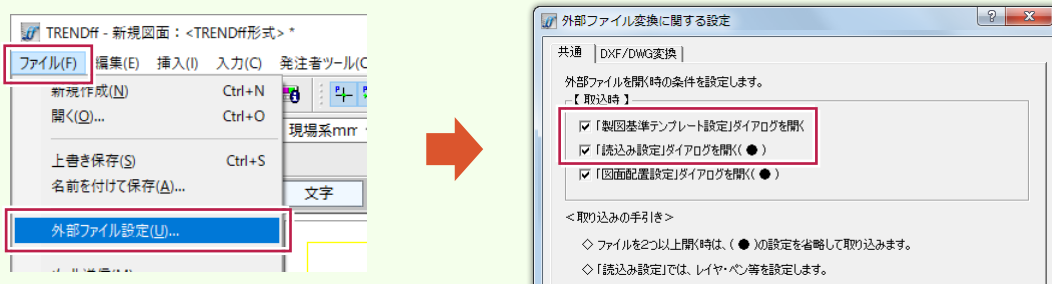 TRENDff - 新規図面：<TRENDff形式> *
ファイル(F) 編集(E) 挿入(I) 入力(C) 発注者ツール(C
新規作成(N) Ctrl+N
開く(O)... Ctrl+O
現場系mm
上書き保存(S) Ctrl+S
名前を付けて保存(A)...
文字
外部ファイル設定(U)...
外部ファイル変換に関する設定
共通 DXF/DWG変換
外部ファイルを開く時の条件を設定します。
【 取込時 】
「製図基準テンプレート設定」ダイアログを開く
「読込み設定」ダイアログを開く( ● )
「図面配置設定」ダイアログを開く( ● )
＜取り込みの手引き＞
◇ ファイルを2つ以上開く時は、( ● )の設定を省略して取り込みます。
◇ 「読込み設定」では、レイヤ・ペン等を設定します。